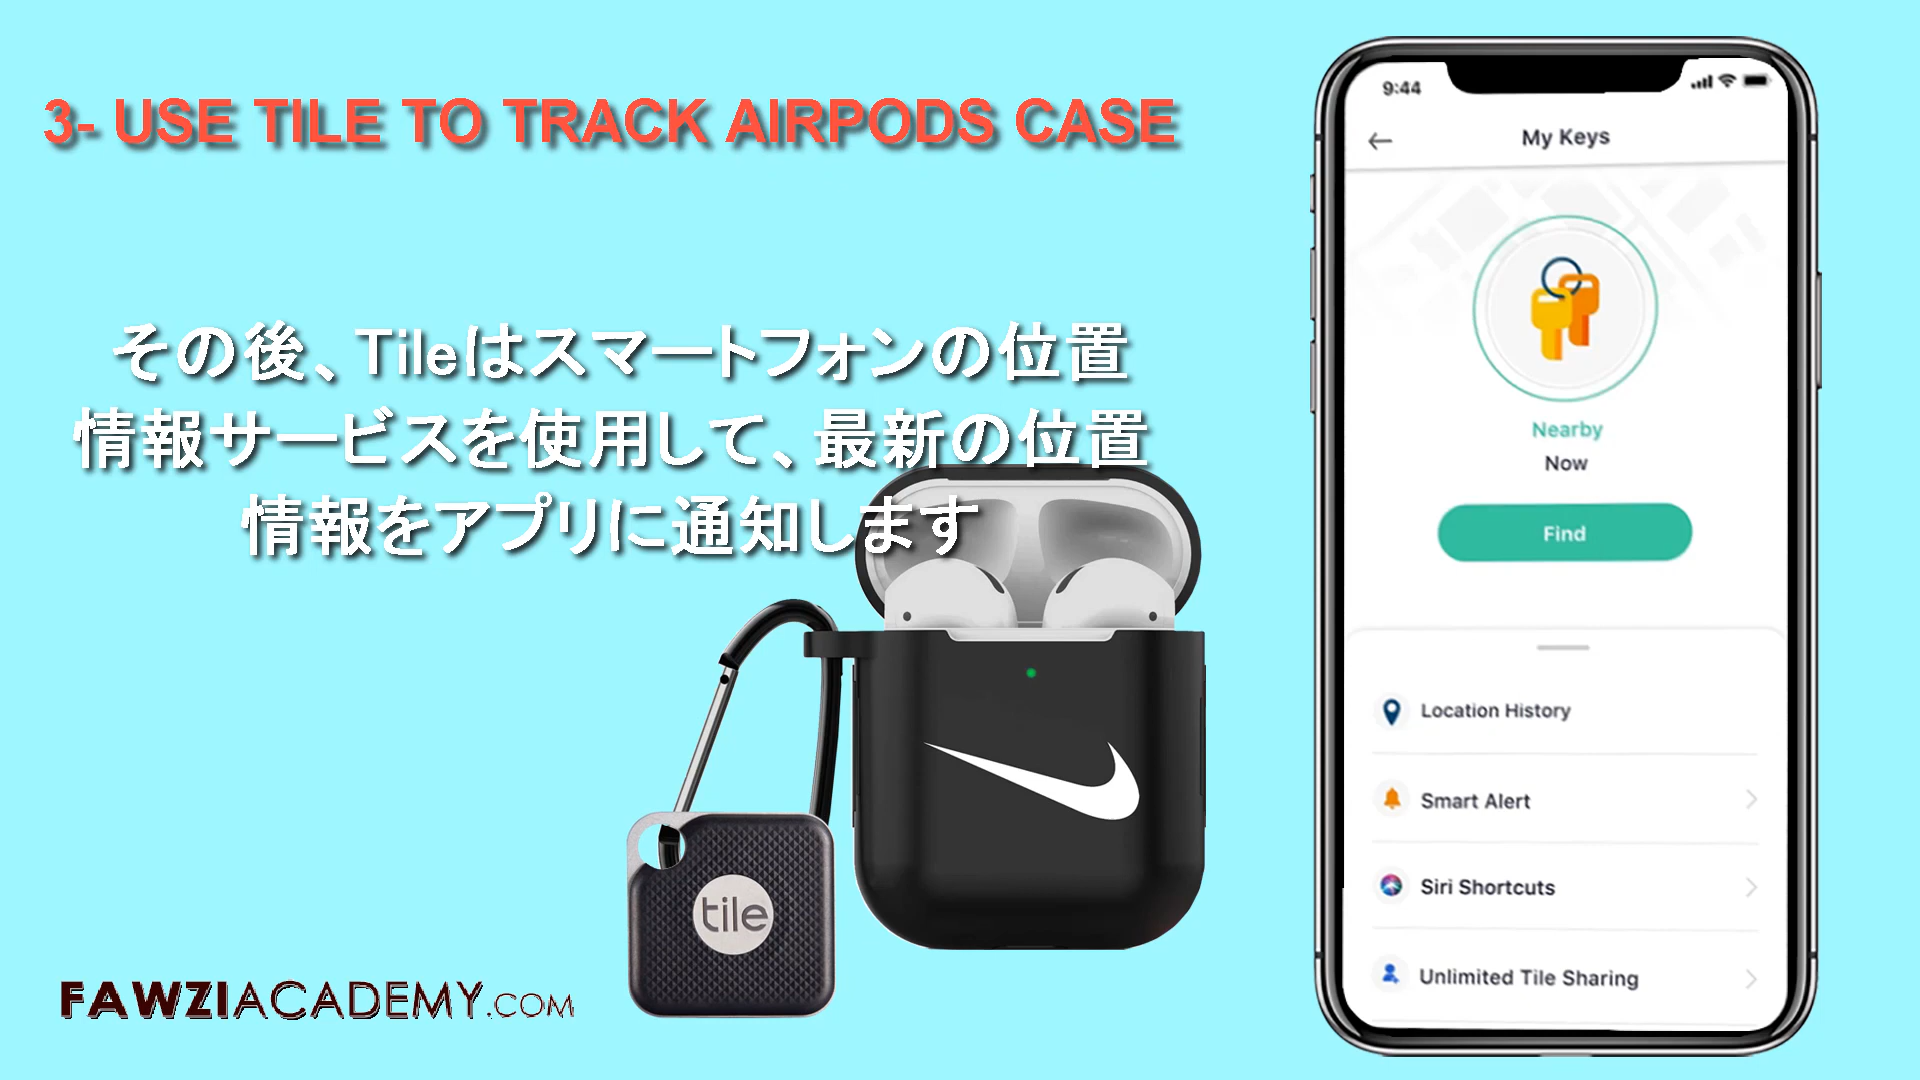 3- USE TILE TO TRACK AIRPODS CASE
その後、Tileはスマートフォンの位置
情報サービスを使用して、最新の位置
情報をアプリに通知します
tile
FAWZIACADEMY.COM
9:44
My Keys
Nearby
Now
Find
Location History
Smart Alert
Siri Shortcuts
Unlimited Tile Sharing